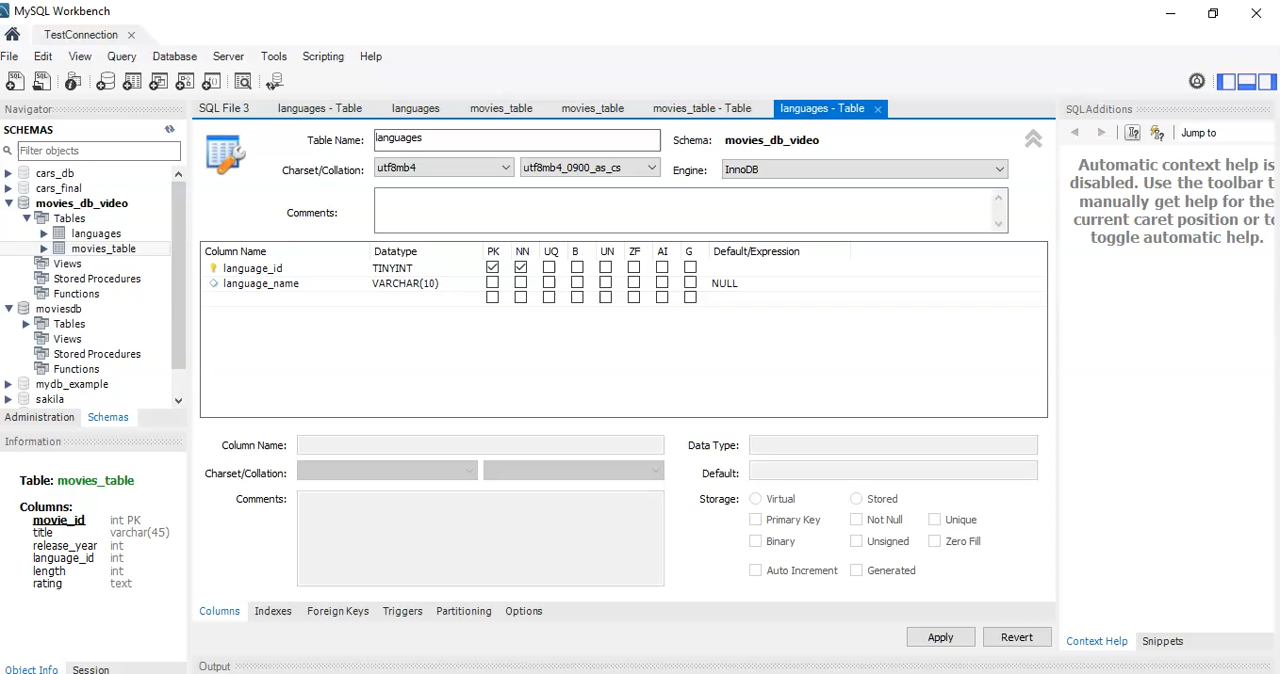 MySQL Workbench
TestConnection
File Edit View Query Database Server Tools Scripting Help
Navigator
SCHEMAS
Filter objects
cars_db
cars_final
movies_db_video
Tables
languages
movies_table
Views
Stored Procedures
Functions
moviesdb
Tables
Views
Stored Procedures
Functions
mydb_example
sakila
Administration Schemas
Information
Table: movies_table
Columns:
movie_id int PK
title varchar(45)
release_year int
language_id int
length int
rating text
Object Info Session
SQL File 3 languages - Table languages movies_table movies_table movies_table - Table languages - Table
Table Name: languages Schema: movies_db_video
Charset/Collation: utf8mb4 utf8mb4_0900_as_cs Engine: InnoDB
Comments:
Column Name Datatype PK NN UQ B UN ZF AI G Default/Expression
language_id TINYINT
language_name VARCHAR(10) NULL
Column Name: Data Type:
Charset/Collation: Default:
Comments: Storage: Virtual Stored
Primary Key Not Null Unique
Binary Unsigned Zero Fill
Auto Increment Generated
Columns Indexes Foreign Keys Triggers Partitioning Options
Apply Revert
Output
SQLAdditions
Jump to
Automatic context help is
disabled. Use the toolbar t
manually get help for the
current caret position or to
toggle automatic help.
Context Help Snippets